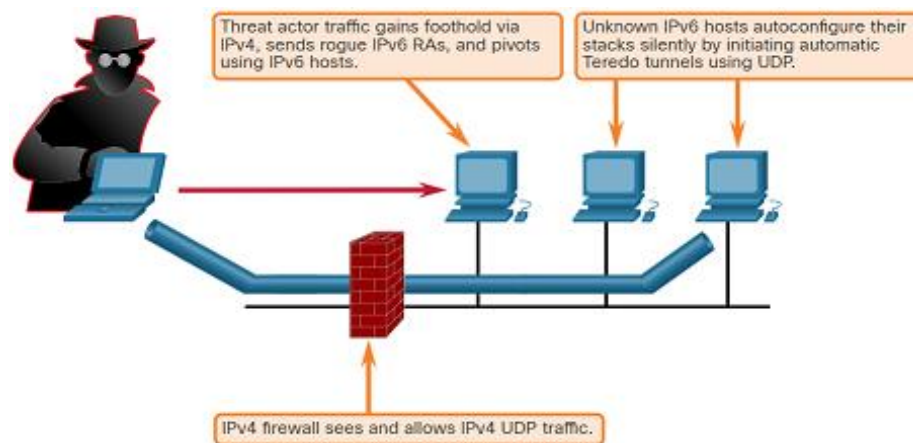 Threat actor traffic gains foothold via
IPv4, sends rogue IPv6 RAs, and pivots
using IPv6 hosts.
Unknown IPv6 hosts autoconfigure their
stacks silently by initiating automatic
Teredo tunnels using UDP.
IPv4 firewall sees and allows IPv4 UDP traffic.